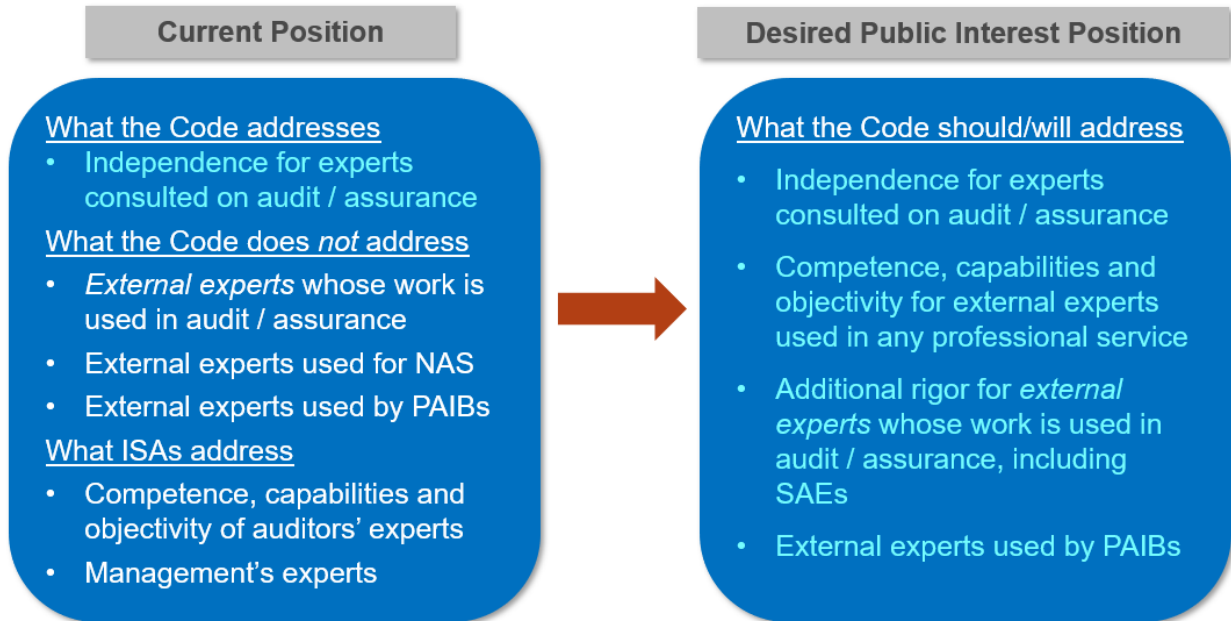 Current Position
What the Code addresses
• Independence for experts
consulted on audit / assurance
What the Code does not address
• External experts whose work is
used in audit / assurance
• External experts used for NAS
• External experts used by PAIBs
What ISAs address
• Competence, capabilities and
objectivity of auditors' experts
• Management's experts
Desired Public Interest Position
What the Code should/will address
• Independence for experts
consulted on audit / assurance
• Competence, capabilities and
objectivity for external experts
used in any professional service
• Additional rigor for external
experts whose work is used in
audit / assurance, including
SAEs
• External experts used by PAIBs